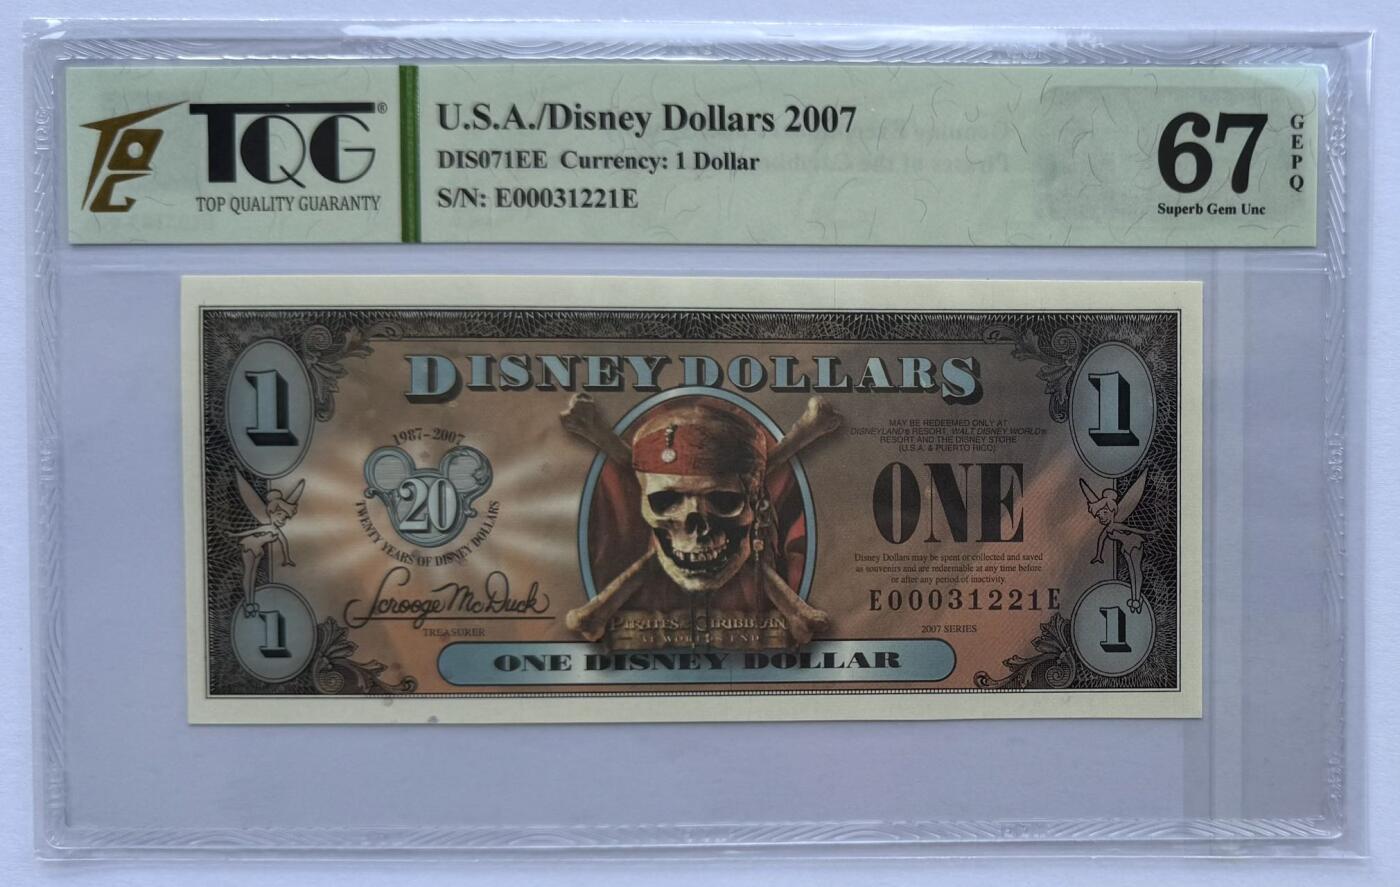 TQG®
TOP QUALITY GUARANTY
U.S.A./Disney Dollars 2007
DIS071EE Currency: 1 Dollar
S/N: E00031221E
67
GEPQ
Superb Gem Unc
1
DISNEY DOLLARS
1
1987-2007
20
TWENTY YEARS OF DISNEY DOLLARS
MAY BE REDEEMED ONLY AT
DISNEYLAND® RESORT, WALT DISNEY WORLD®
RESORT AND THE DISNEY STORE
(U.S.A. & PUERTO RICO)
ONE
Disney Dollars may be spent or collected and saved
as souvenirs and are redeemable at any time before
or after any period of inactivity.
Scrooge McDuck
TREASURER
PIRATES of the CARIBBEAN
AT WORLD'S END
E00031221E
2007 SERIES
1
ONE DISNEY DOLLAR
1